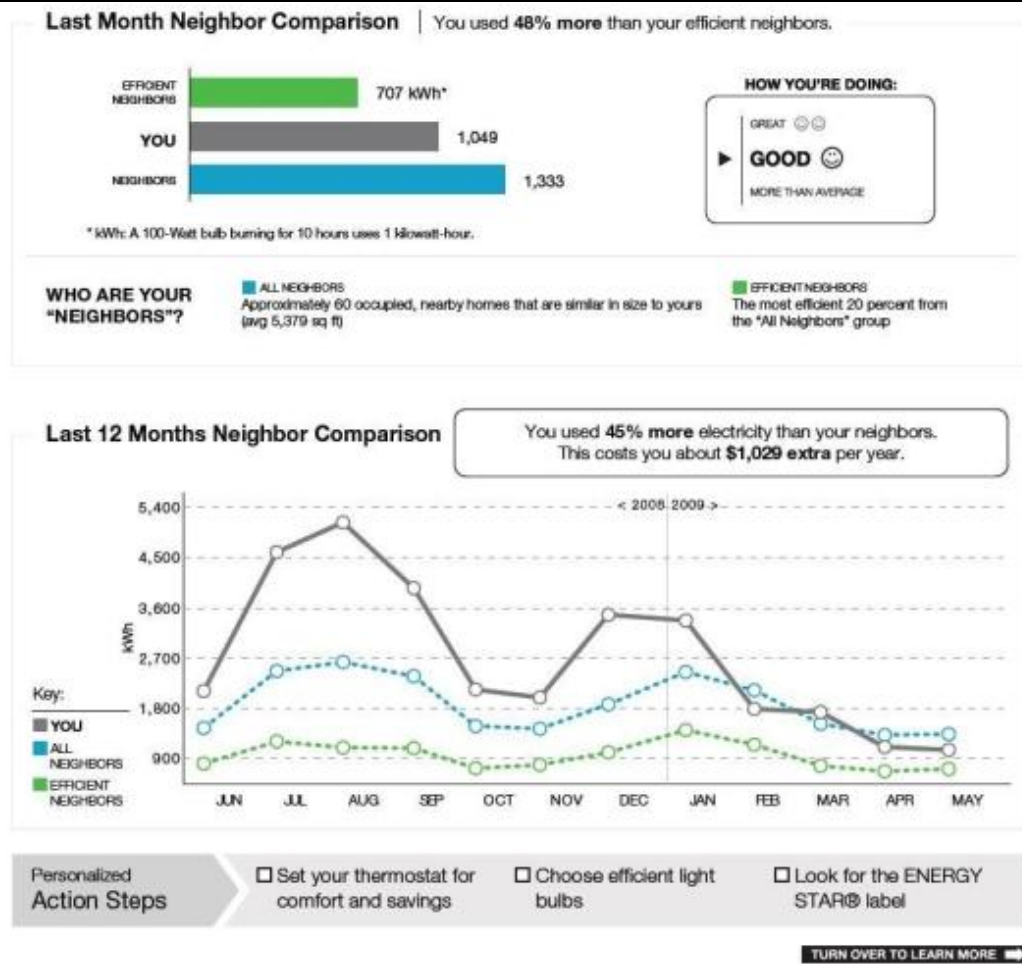 Last Month Neighbor Comparison | You used 48% more than your efficient neighbors.
EFFICIENT
NEIGHBORS
707 kWh*
YOU
1,049
NEIGHBORS
1,333
* kWh: A 100-Watt bulb burning for 10 hours uses 1 kilowatt-hour.
HOW YOU'RE DOING:
GREAT
GOOD
MORE THAN AVERAGE
WHO ARE YOUR
"NEIGHBORS"?
ALL NEIGHBORS
Approximately 60 occupied, nearby homes that are similar in size to yours
(avg 5,379 sq ft)
EFFICIENT NEIGHBORS
The most efficient 20 percent from
the "All Neighbors" group
Last 12 Months Neighbor Comparison
You used 45% more electricity than your neighbors.
This costs you about $1,029 extra per year.
< 2008 2009 >
5,400
4,500
3,600
2,700
1,800
900
kWh
Key:
YOU
ALL
NEIGHBORS
EFFICIENT
NEIGHBORS
JUN JUL AUG SEP OCT NOV DEC JAN FEB MAR APR MAY
Personalized
Action Steps
Set your thermostat for
comfort and savings
Choose efficient light
bulbs
Look for the ENERGY
STAR® label
TURN OVER TO LEARN MORE